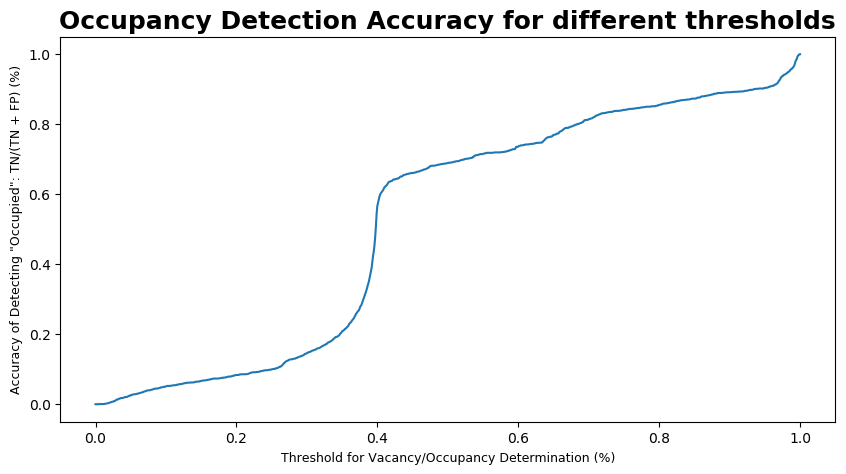 Occupancy Detection Accuracy for different thresholds
Accuracy of Detecting "Occupied": TN/(TN + FP) (%)
1.0
0.8
0.6
0.4
0.2
0.0
0.0 0.2 0.4 0.6 0.8 1.0
Threshold for Vacancy/Occupancy Determination (%)